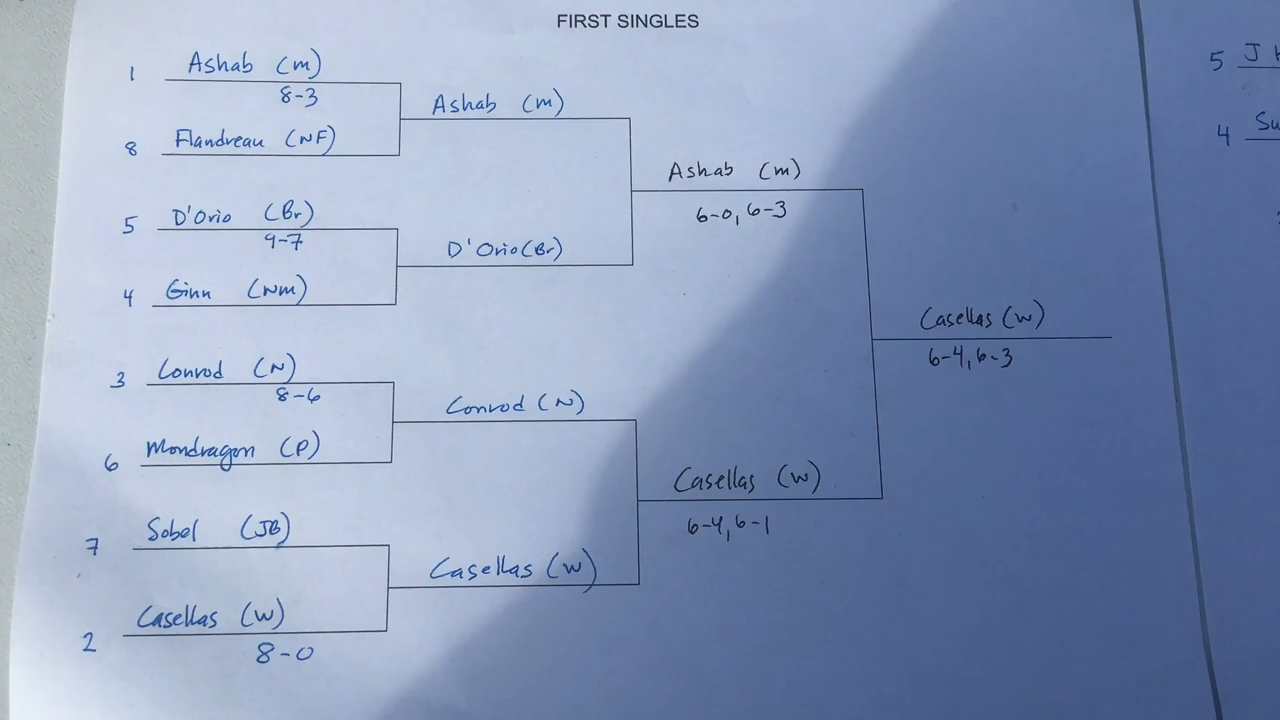 FIRST SINGLES
1 Ashab (m)
8-3
8 Flandreau (NF)
Ashab (m)
5 D'Orio (Br)
9-7
4 Ginn (Nm)
D'Orio (Br)
Ashab (m)
6-0, 6-3
3 Conrod (N)
8-6
6 Mondragon (P)
Conrod (N)
7 Sobel (JB)
2 Casellas (W)
8-0
Casellas (W)
Casellas (W)
6-4, 6-1
Casellas (W)
6-4, 6-3
5 J
4 Su